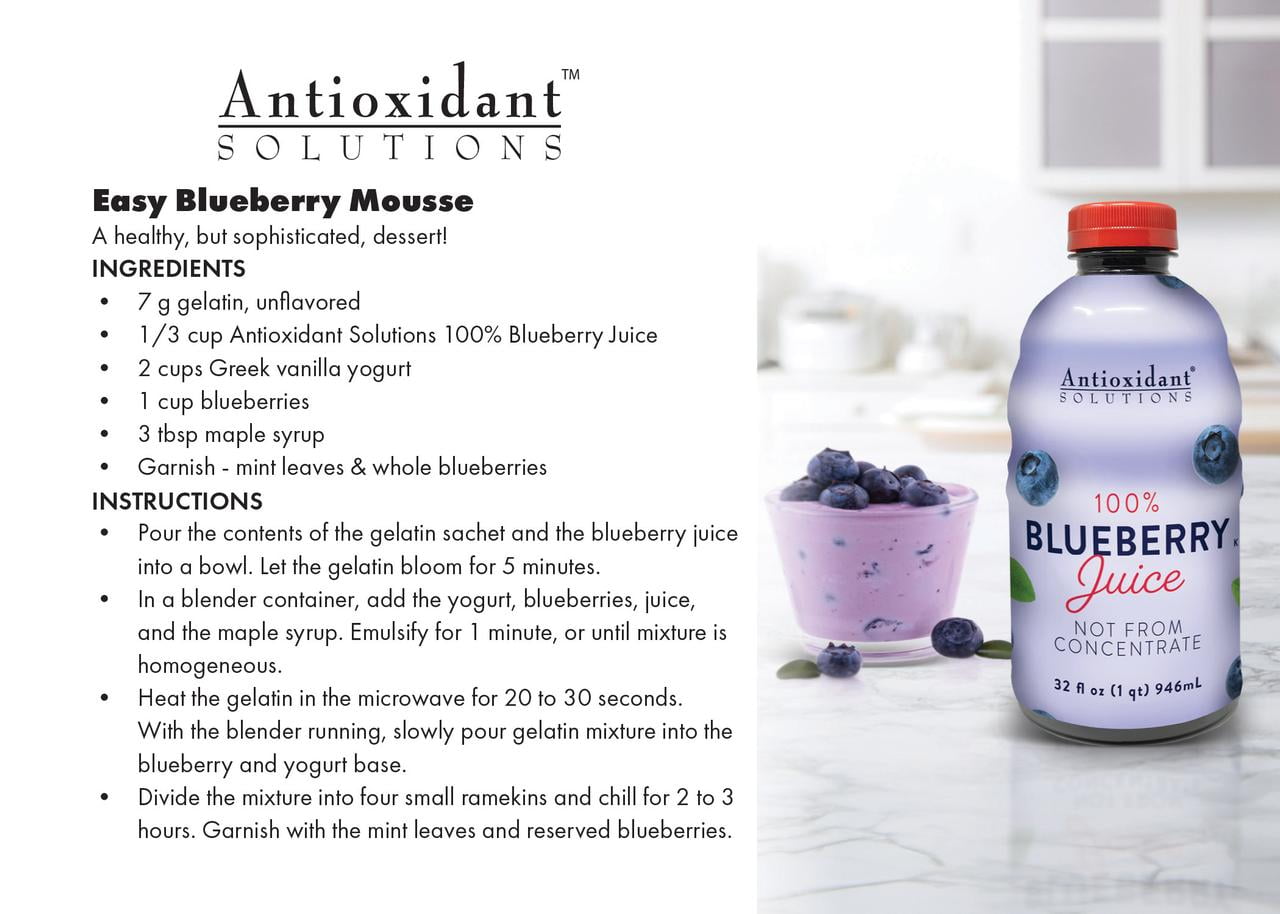 Antioxidant™
SOLUTIONS
Easy Blueberry Mousse
A healthy, but sophisticated, dessert!
INGREDIENTS
• 7 g gelatin, unflavored
• 1/3 cup Antioxidant Solutions 100% Blueberry Juice
• 2 cups Greek vanilla yogurt
• 1 cup blueberries
• 3 tbsp maple syrup
• Garnish - mint leaves & whole blueberries
INSTRUCTIONS
• Pour the contents of the gelatin sachet and the blueberry juice
into a bowl. Let the gelatin bloom for 5 minutes.
• In a blender container, add the yogurt, blueberries, juice,
and the maple syrup. Emulsify for 1 minute, or until mixture is
homogeneous.
• Heat the gelatin in the microwave for 20 to 30 seconds.
With the blender running, slowly pour gelatin mixture into the
blueberry and yogurt base.
• Divide the mixture into four small ramekins and chill for 2 to 3
hours. Garnish with the mint leaves and reserved blueberries.
Antioxidant®
SOLUTIONS
100%
BLUEBERRY
K
Juice
NOT FROM
CONCENTRATE
32 fl oz (1 qt) 946mL